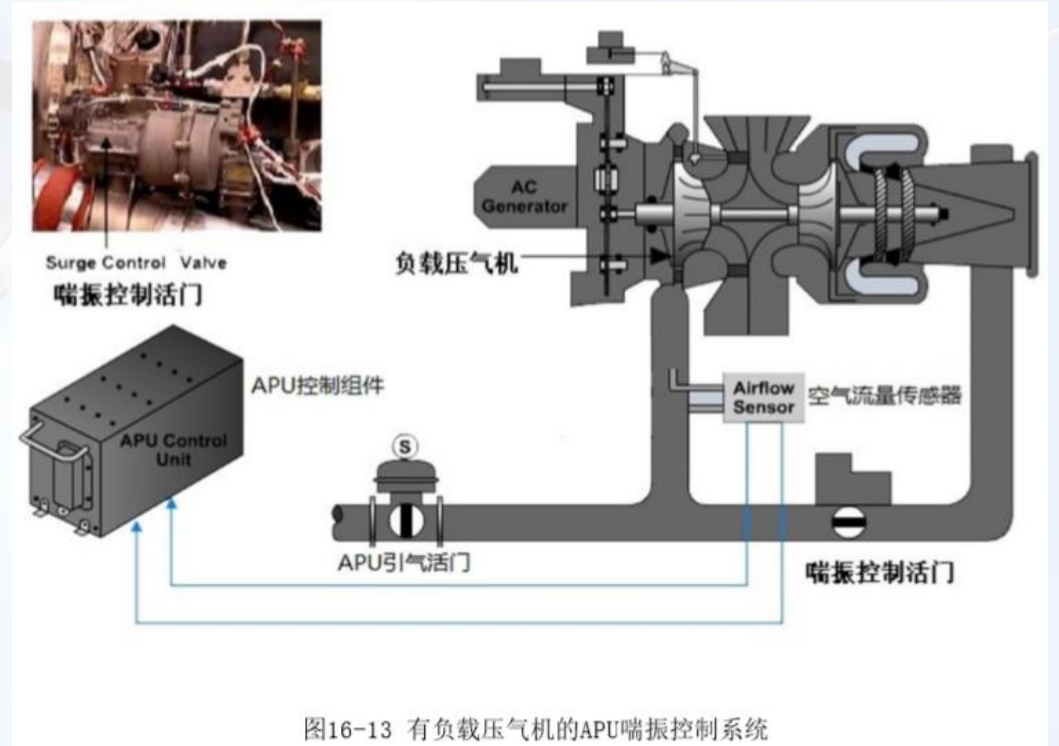 AC
Generator
负载压气机
Surge Control Valve
喘振控制活门
APU控制组件
APU Control
Unit
Airflow
Sensor
空气流量传感器
S
APU引气活门
喘振控制活门
图16-13 有负载压气机的APU喘振控制系统